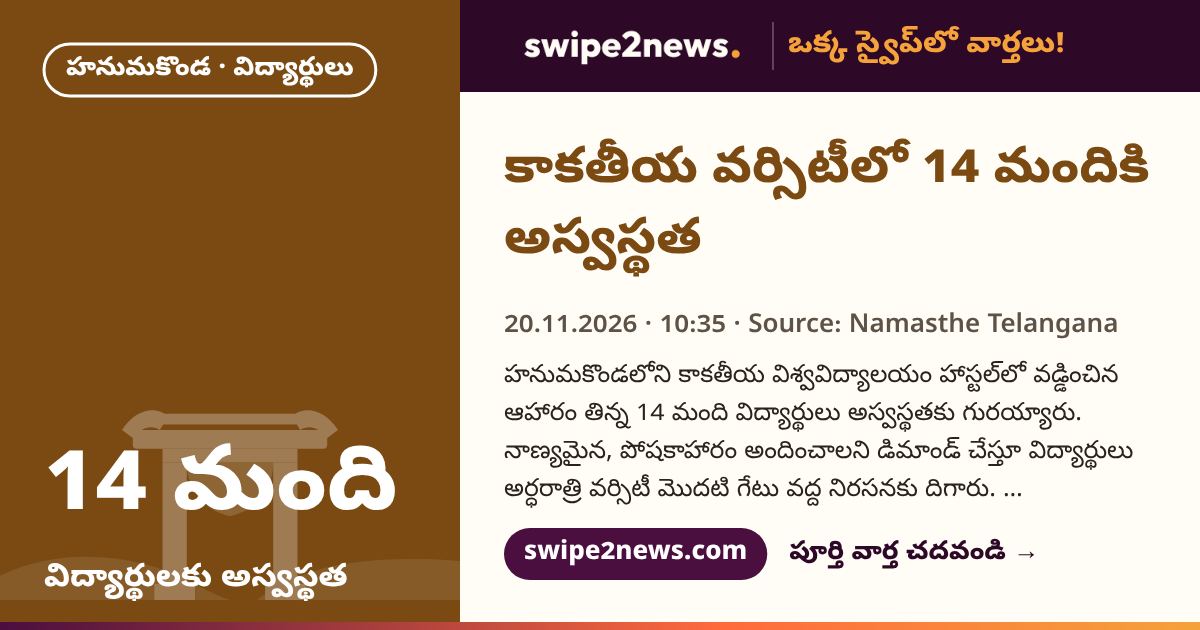 హనుమకొండ · విద్యార్థులు
14 మంది
విద్యార్థులకు అస్వస్థత
swipe2news.
ఒక్క స్వైప్‌లో వార్తలు!
కాకతీయ వర్సిటీలో 14 మందికి
అస్వస్థత
20.11.2026 · 10:35 · Source: Namasthe Telangana
హనుమకొండలోని కాకతీయ విశ్వవిద్యాలయం హాస్టల్‌లో వడ్డించిన
ఆహారం తిన్న 14 మంది విద్యార్థులు అస్వస్థతకు గురయ్యారు.
నాణ్యమైన, పోషకాహారం అందించాలని డిమాండ్ చేస్తూ విద్యార్థులు
అర్ధరాత్రి వర్సిటీ మొదటి గేటు వద్ద నిరసనకు దిగారు. ...
swipe2news.com
పూర్తి వార్త చదవండి →